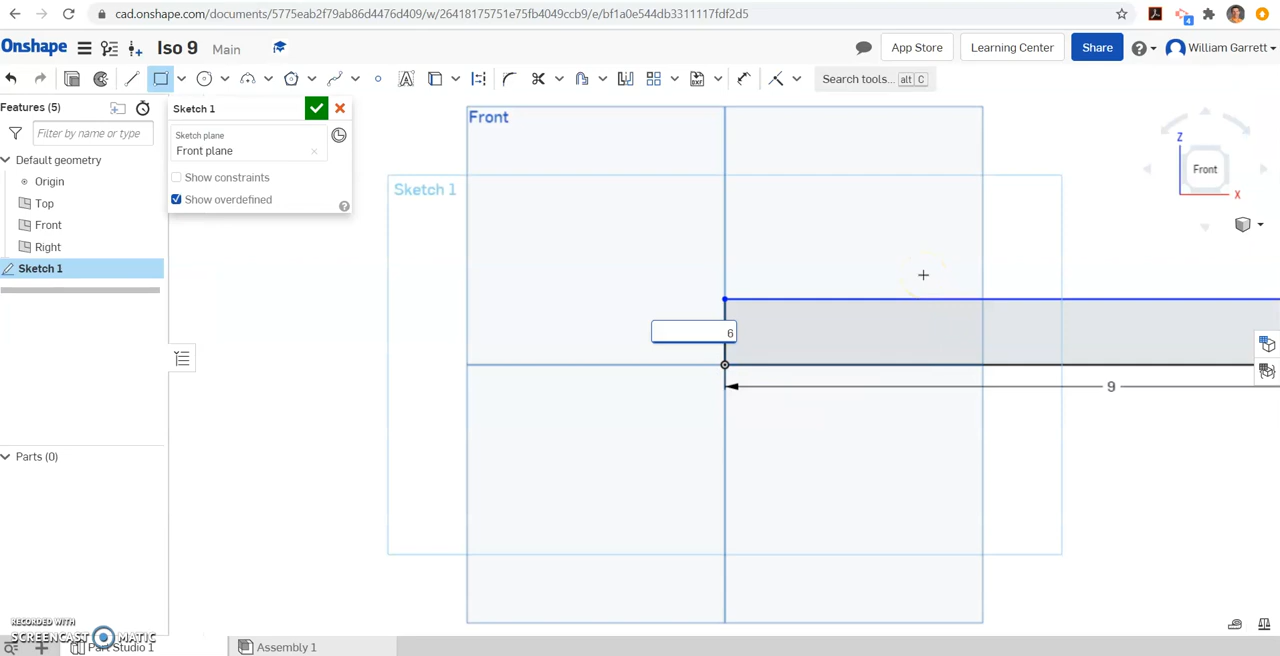 cad.onshape.com/documents/5775eab2f79ab86d4476d409/w/26418175751e75fb4049ccb9/e/bf1a0e544db3311117fdf2d5
4
Onshape Iso 9 Main App Store Learning Center Share ? William Garrett
Search tools... alt C
Features (5)
Filter by name or type
Default geometry
Origin
Top
Front
Right
Sketch 1
Parts (0)
Sketch 1
Sketch plane
Front plane
Show constraints
Show overdefined
Front
Sketch 1
6
9
Z
Front
X
RECORDED WITH
SCREENCAST MATIC
Part Studio 1
Assembly 1